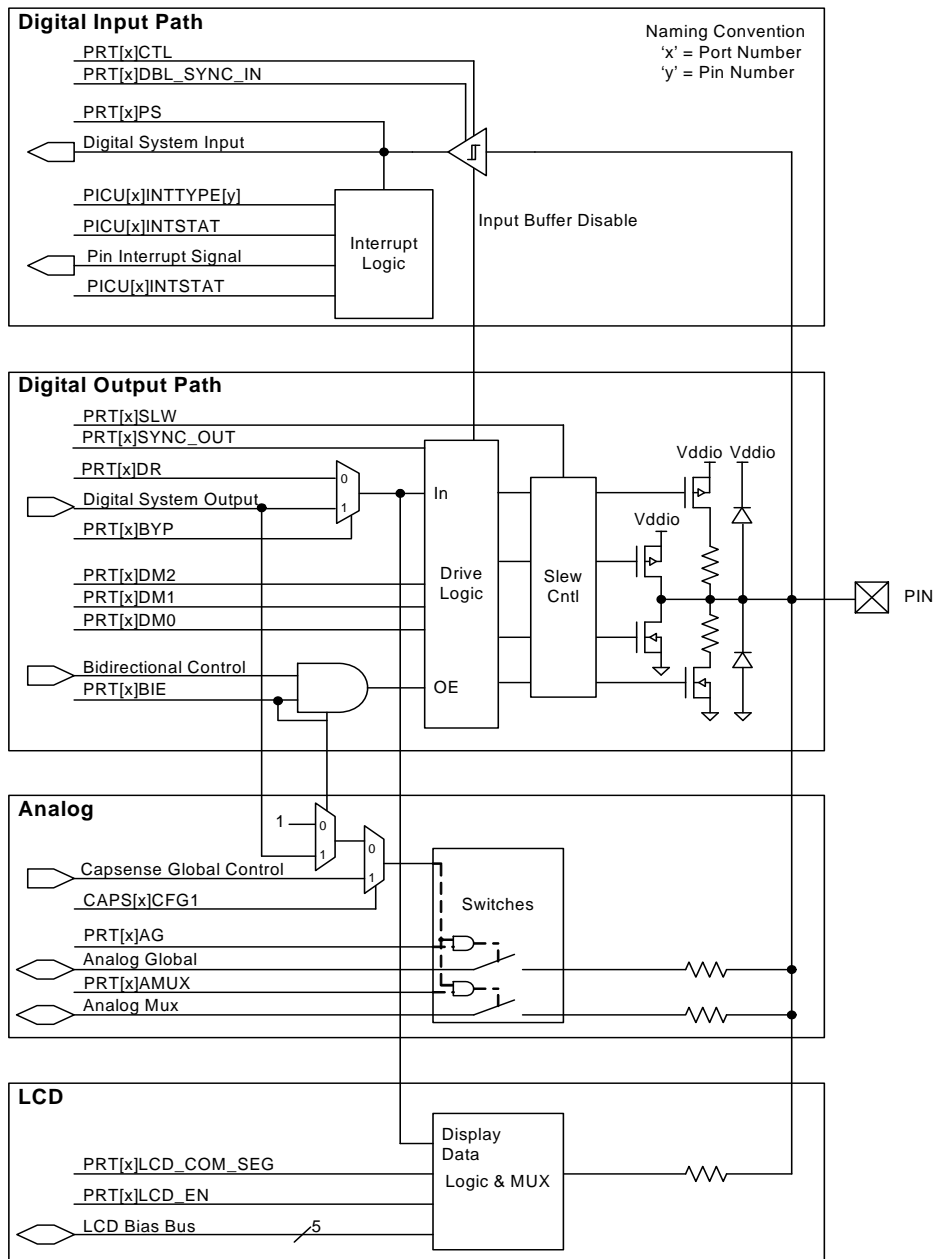 Digital Input Path
Naming Convention
‘x’ = Port Number
‘y’ = Pin Number
PRT[x]CTL
PRT[x]DBL_SYNC_IN
PRT[x]PS
Digital System Input
PICU[x]INTTYPE[y]
PICU[x]INTSTAT
Pin Interrupt Signal
PICU[x]INTSTAT
Interrupt
Logic
Input Buffer Disable
Digital Output Path
PRT[x]SLW
PRT[x]SYNC_OUT
PRT[x]DR
Digital System Output
PRT[x]BYP
0
1
PRT[x]DM2
PRT[x]DM1
PRT[x]DM0
Bidirectional Control
PRT[x]BIE
In
Drive
Logic
OE
Slew
Cntl
Vddio
Vddio
Vddio
PIN
Analog
1
0
1
0
1
Capsense Global Control
CAPS[x]CFG1
Switches
PRT[x]AG
Analog Global
PRT[x]AMUX
Analog Mux
LCD
Display
Data
Logic & MUX
PRT[x]LCD_COM_SEG
PRT[x]LCD_EN
LCD Bias Bus
5